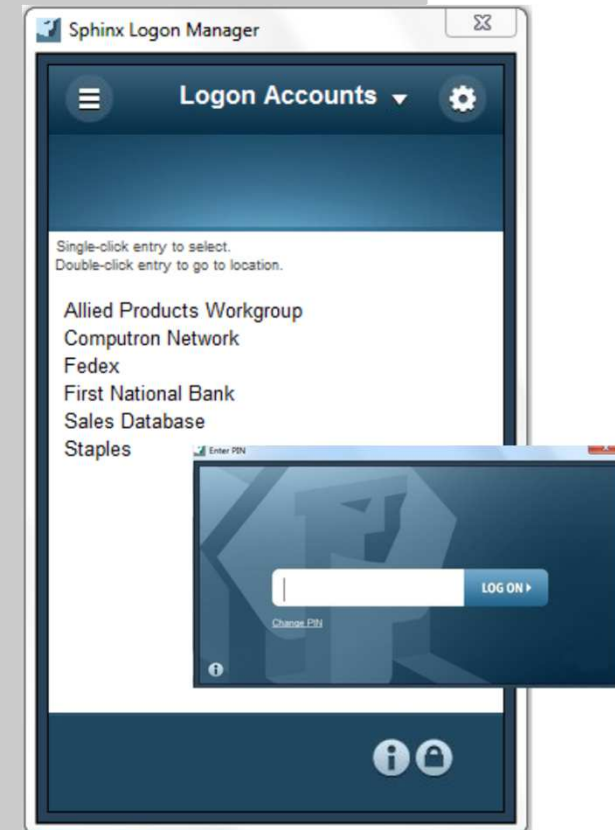 Sphinx Logon Manager
Logon Accounts
Single-click entry to select.
Double-click entry to go to location.
Allied Products Workgroup
Computron Network
Fedex
First National Bank
Sales Database
Staples
Enter PIN
LOG ON
Change PIN